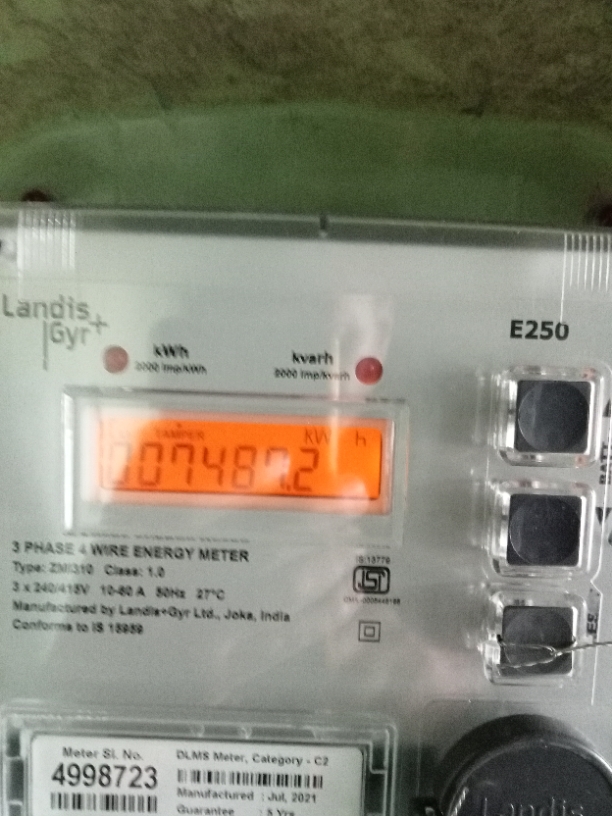 Landis
Gyr+
E250
kWh
2000 imp/kWh
kvarh
2000 imp/kvarh
TAMPER
KW h
007487.2
3 PHASE 4 WIRE ENERGY METER
Type: ZMI310 Class: 1.0
3 x 240/415V 10-60 A 50Hz 27°C
Manufactured by Landis+Gyr Ltd., Joka, India
Conforms to IS 15959
IS 13779
Meter Sl. No.
4998723
DLMS Meter, Category - C2
Manufactured : Jul, 2021
Guarantee : 5 Yrs
Landis